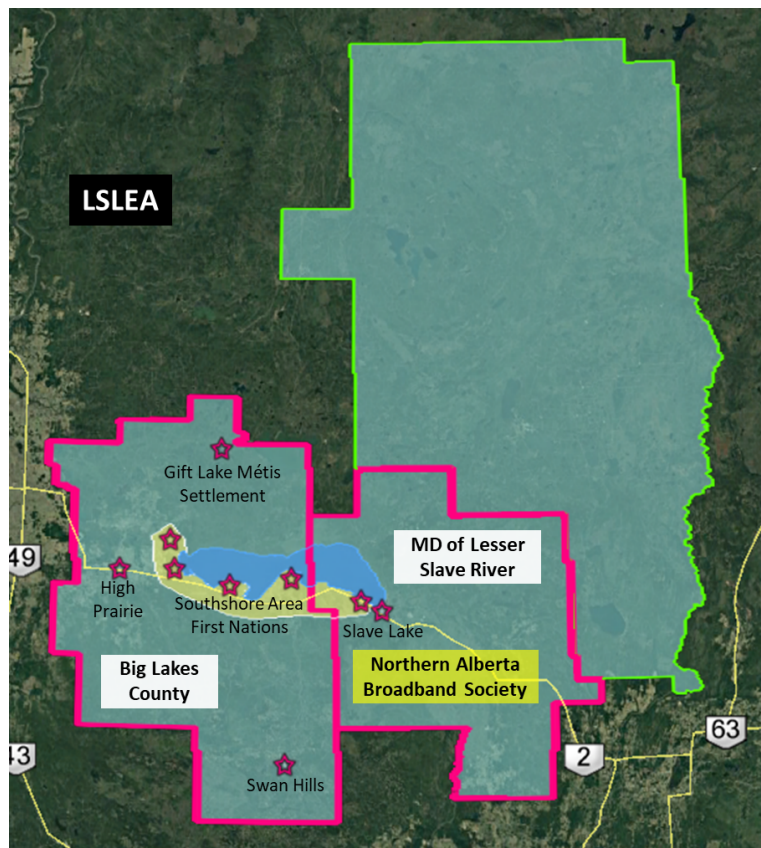 LSLEA
Gift Lake Métis
Settlement
49
MD of Lesser
Slave River
High
Prairie
Southshore Area
First Nations
Slave Lake
Big Lakes
County
Northern Alberta
Broadband Society
63
43
2
Swan Hills